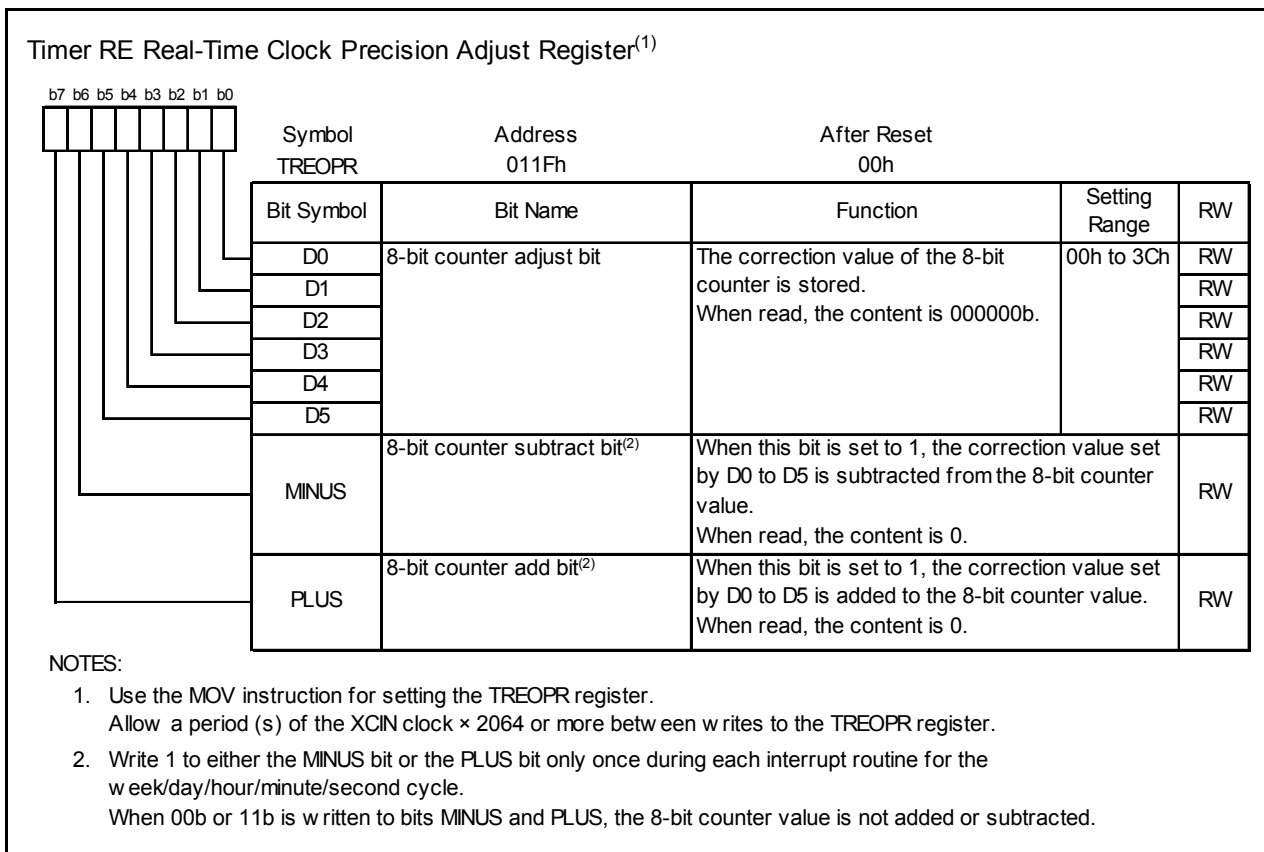 Timer RE Real-Time Clock Precision Adjust Register(1)
b7 b6 b5 b4 b3 b2 b1 b0
Symbol Address After Reset
TREOPR 011Fh 00h
Bit Symbol Bit Name Function Setting Range RW
D0 8-bit counter adjust bit The correction value of the 8-bit 00h to 3Ch RW
D1 counter is stored. RW
D2 When read, the content is 000000b. RW
D3 RW
D4 RW
D5 RW
MINUS 8-bit counter subtract bit(2) When this bit is set to 1, the correction value set
by D0 to D5 is subtracted from the 8-bit counter
value. RW
When read, the content is 0.
PLUS 8-bit counter add bit(2) When this bit is set to 1, the correction value set
by D0 to D5 is added to the 8-bit counter value. RW
When read, the content is 0.
NOTES:
1. Use the MOV instruction for setting the TREOPR register.
Allow a period (s) of the XCIN clock × 2064 or more between writes to the TREOPR register.
2. Write 1 to either the MINUS bit or the PLUS bit only once during each interrupt routine for the
week/day/hour/minute/second cycle.
When 00b or 11b is written to bits MINUS and PLUS, the 8-bit counter value is not added or subtracted.